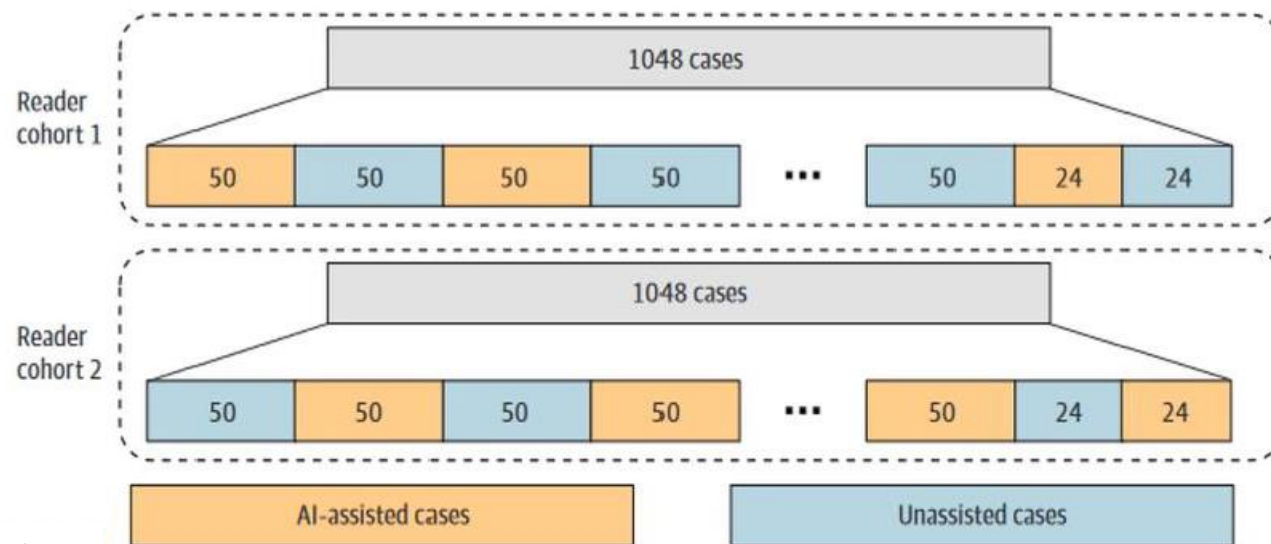 1048 cases
Reader
cohort 1
50 50 50 50 ... 50 24 24
1048 cases
Reader
cohort 2
50 50 50 50 ... 50 24 24
AI-assisted cases Unassisted cases